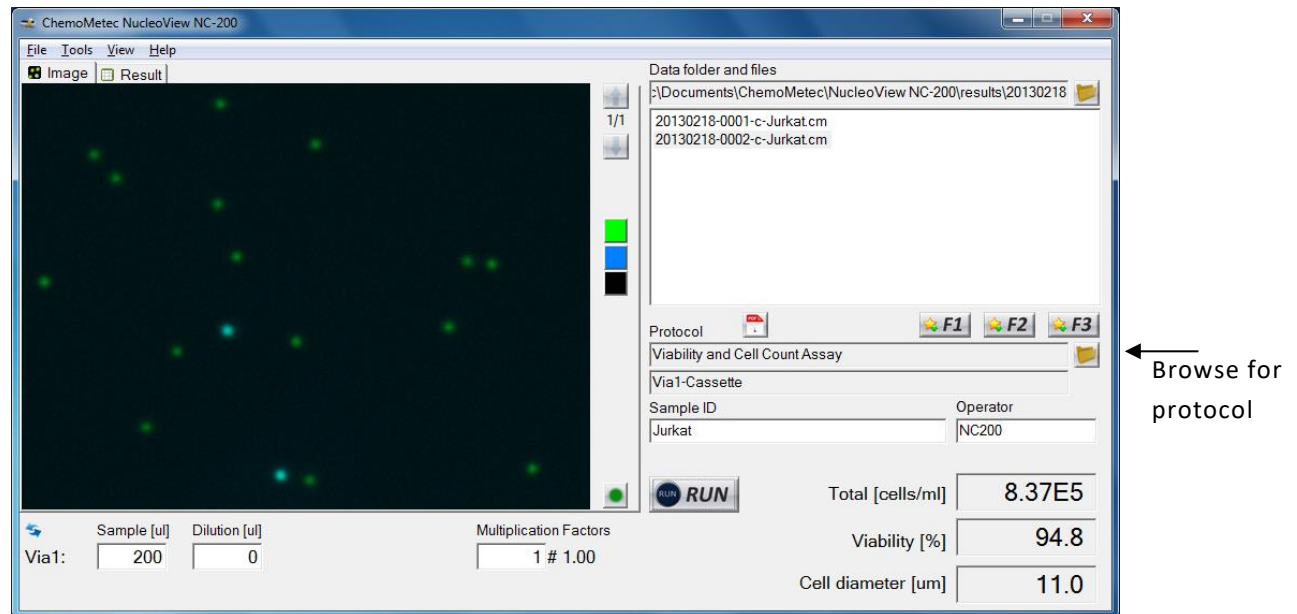 ChemoMetec NucleoView NC-200
File Tools View Help
Image Result
1/1
Data folder and files
:\Documents\ChemoMetec\NucleoView NC-200\results\20130218
20130218-0001-c-Jurkat.cm
20130218-0002-c-Jurkat.cm
Protocol PDF F1 F2 F3
Viability and Cell Count Assay
Via1-Cassette
Browse for
protocol
Sample ID Operator
Jurkat NC200
RUN RUN
Total [cells/ml] 8.37E5
Viability [%] 94.8
Cell diameter [um] 11.0
Sample [ul] Dilution [ul] Multiplication Factors
Via1: 200 0 1 # 1.00